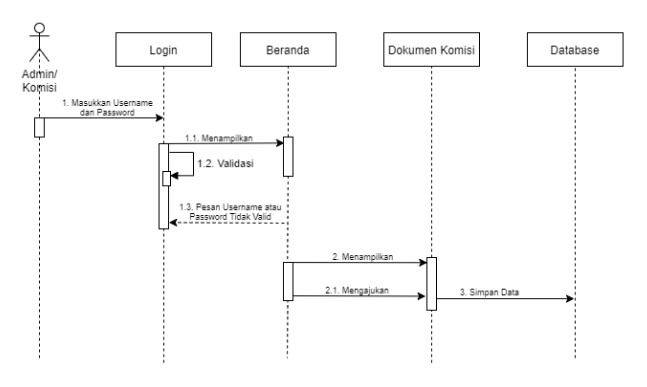 Login
Beranda
Dokumen Komisi
Database
Admin/
Komisi
1. Masukkan Username
dan Password
1.1. Menampilkan
1.2. Validasi
1.3. Pesan Username atau
Password Tidak Valid
2. Menampilkan
2.1. Mengajukan
3. Simpan Data